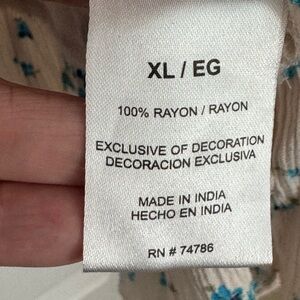 XL / EG
100% RAYON / RAYON
EXCLUSIVE OF DECORATION
DECORACION EXCLUSIVA
MADE IN INDIA
HECHO EN INDIA
RN # 74786